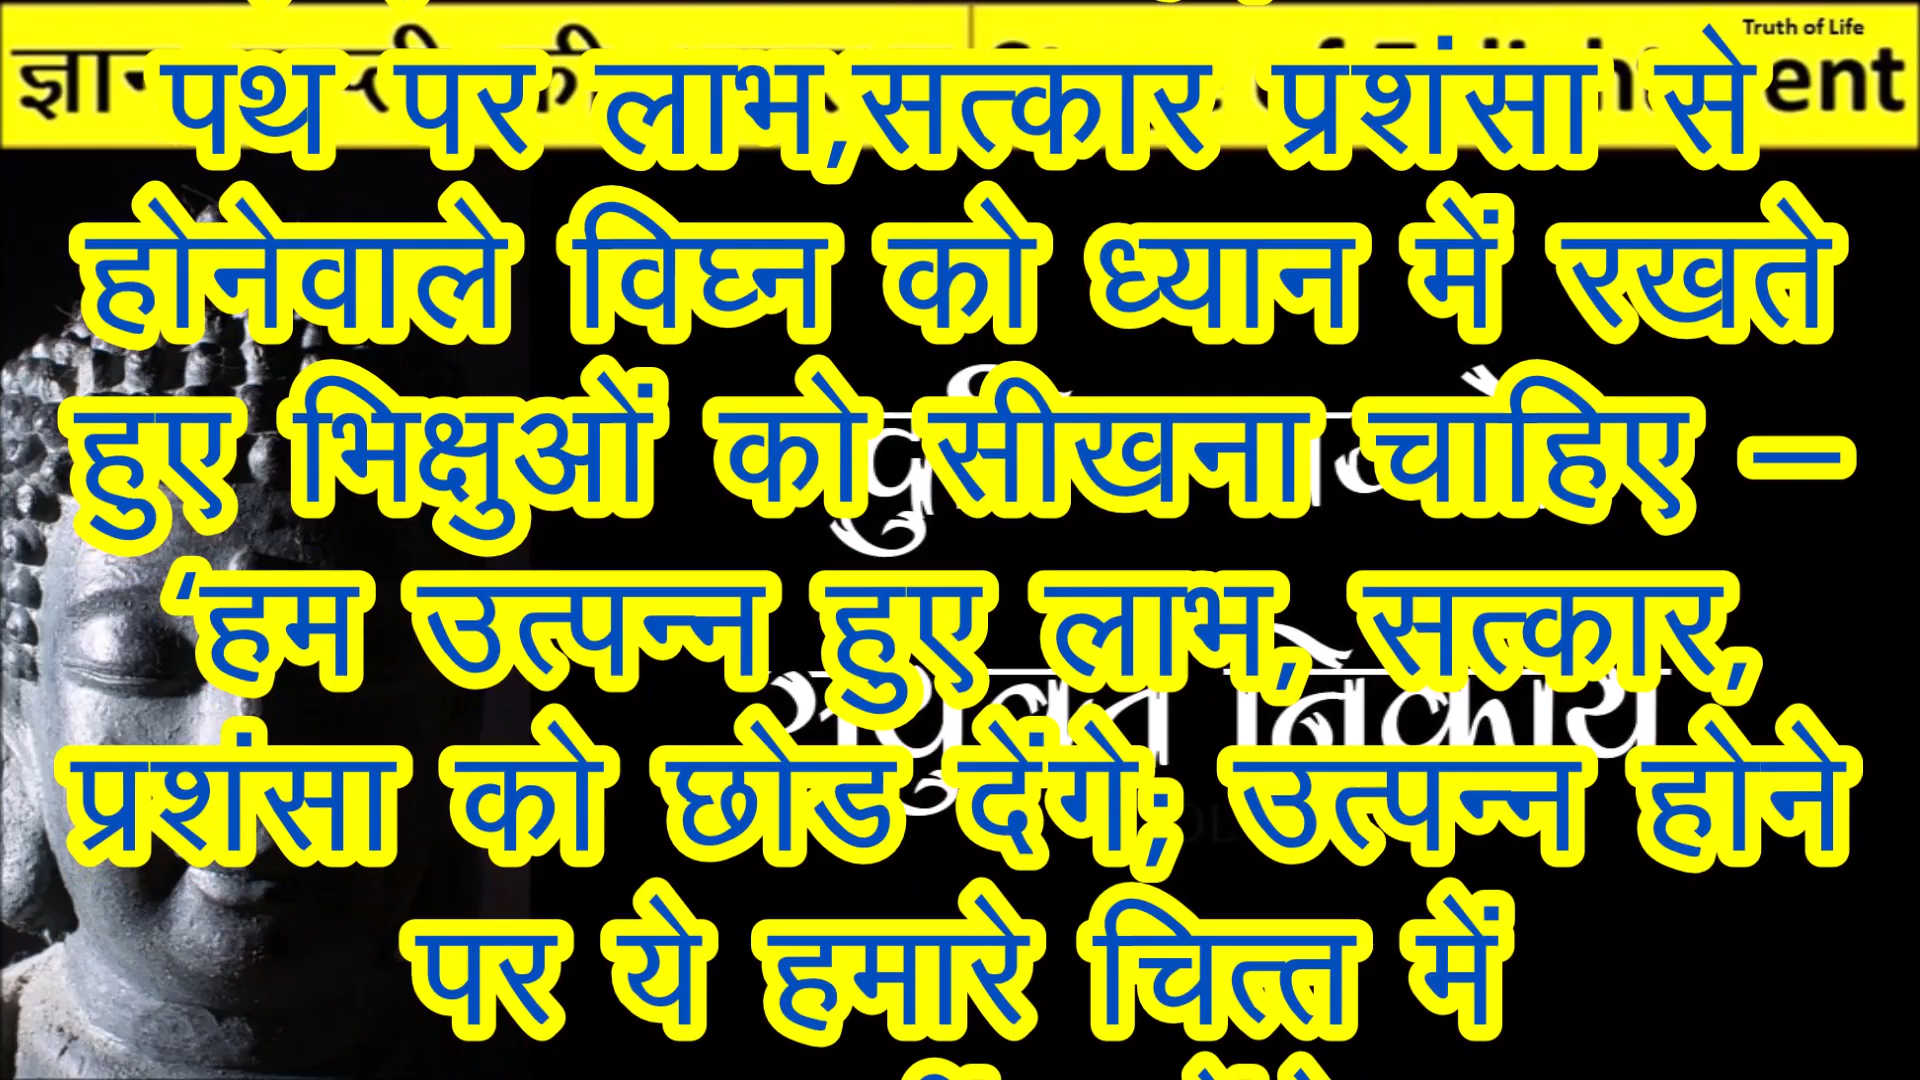 Truth of Life
पथ पर लाभ,सत्कार प्रशंसा से
होनेवाले विघ्न को ध्यान में रखते
हुए भिक्षुओं को सीखना चाहिए –
‘हम उत्पन्न हुए लाभ, सत्कार,
प्रशंसा को छोड देंगे; उत्पन्न होने
पर ये हमारे चित्त में